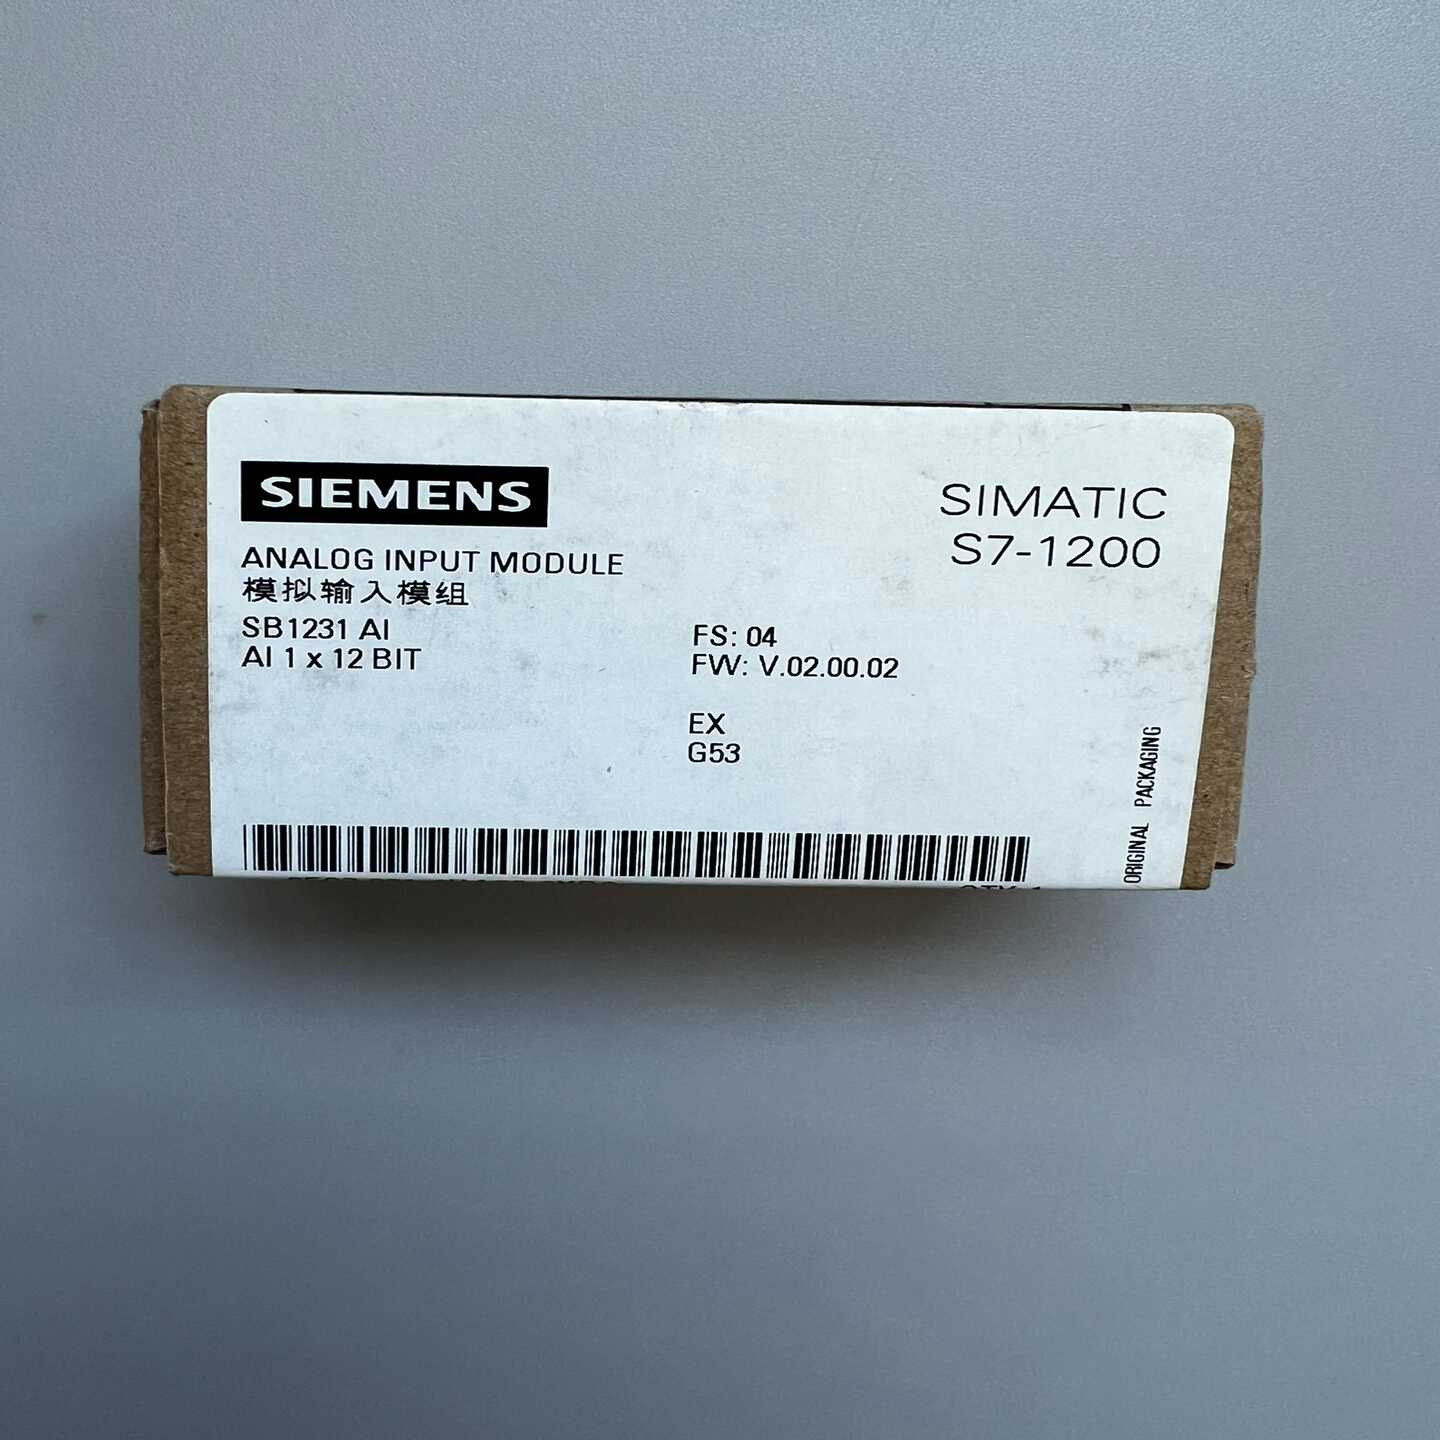 SIEMENS
SIMATIC
S7-1200
ANALOG INPUT MODULE
模拟输入模组
SB1231 AI
AI 1 x 12 BIT
FS: 04
FW: V.02.00.02
EX
G53
ORIGINAL PACKAGING